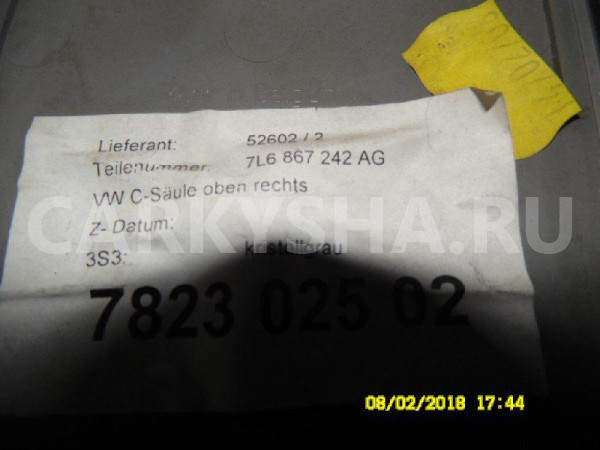 Lieferant: 52602 / 2
Teilenummer: 7L6 867 242 AG
VW C-Säule oben rechts
Z- Datum:
3S3: kristallgrau
7823 025 02
CARKYSHA.RU
08/02/2018 17:44